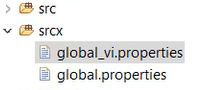 src
srcx
global_vi.properties
global.properties